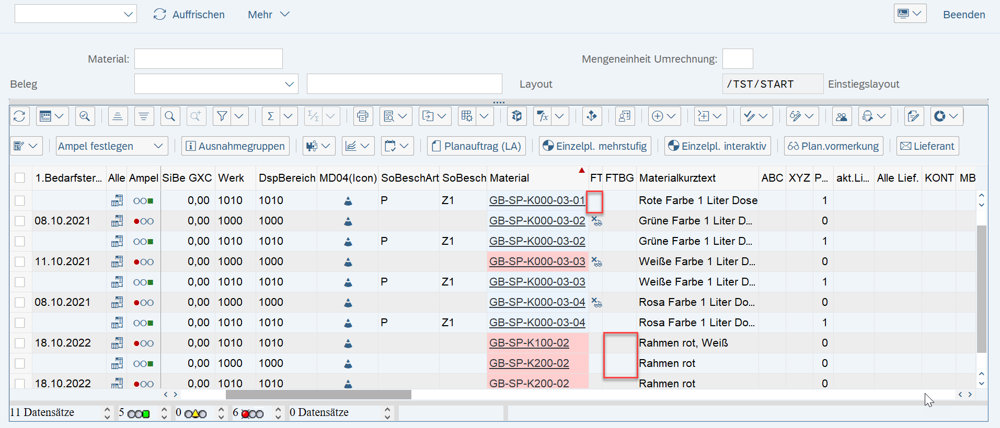 Auffrischen Mehr Beenden
Material: Mengeneinheit Umrechnung:
Beleg Layout /TST/START Einstiegslayout
Ampel festlegen Ausnahmegruppen Planauftrag (LA) Einzelpl. mehrstufig Einzelpl. interaktiv Plan.vormerkung Lieferant
1.Bedarfster... Alle Ampel SiBe GXC Werk DspBereich MD04(Icon) SoBeschArt SoBesch Material FT FTBG Materialkurztext ABC XYZ P... akt.Li... Alle Lief. KONT MB
0,00 1010 1010 P Z1 GB-SP-K000-03-01 Rote Farbe 1 Liter Dose 1
08.10.2021 0,00 1000 1000 GB-SP-K000-03-02 Grüne Farbe 1 Liter D... 0
0,00 1010 1010 P Z1 GB-SP-K000-03-02 Grüne Farbe 1 Liter D... 1
11.10.2021 0,00 1000 1000 GB-SP-K000-03-03 Weiße Farbe 1 Liter D... 0
0,00 1010 1010 P Z1 GB-SP-K000-03-03 Weiße Farbe 1 Liter D... 1
08.10.2021 0,00 1000 1000 GB-SP-K000-03-04 Rosa Farbe 1 Liter Do... 0
0,00 1010 1010 P Z1 GB-SP-K000-03-04 Rosa Farbe 1 Liter Do... 1
18.10.2022 0,00 1010 1010 GB-SP-K100-02 Rahmen rot, Weiß 0
0,00 1000 1000 GB-SP-K200-02 Rahmen rot 0
18.10.2022 0,00 1010 1010 GB-SP-K200-02 Rahmen rot 0
11 Datensätze 5 0 6 0 Datensätze